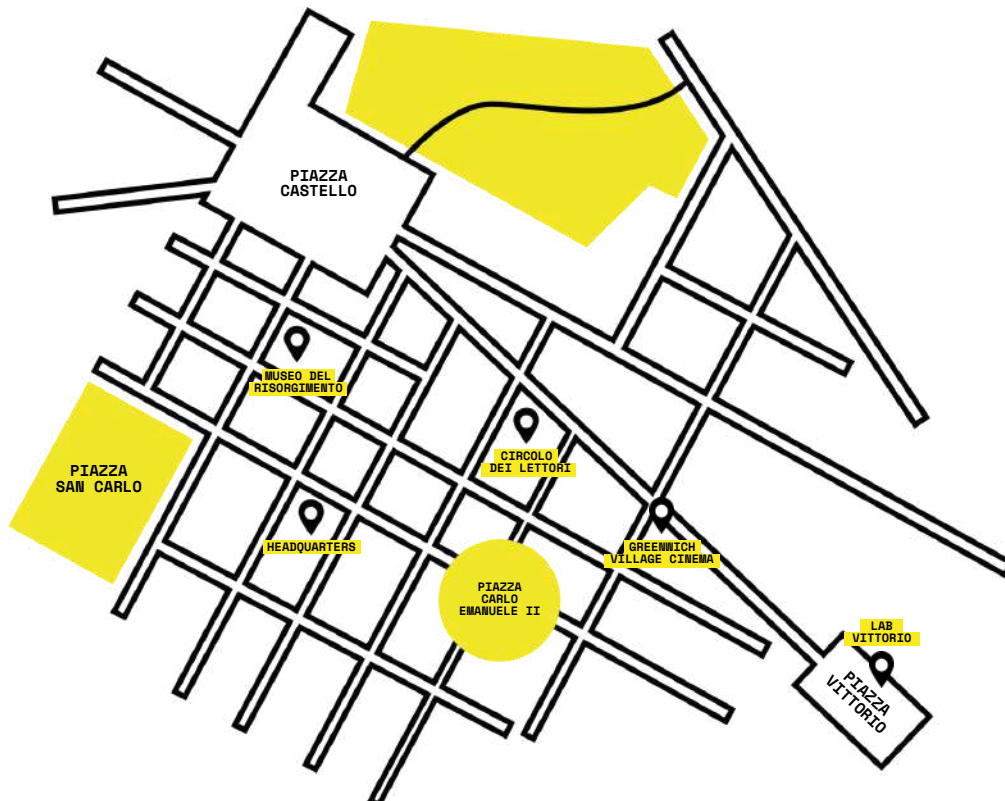 PIAZZA
CASTELLO
MUSEO DEL
RISORGIMENTO
CIRCOLO
DEI LETTORI
PIAZZA
SAN CARLO
HEADQUARTERS
GREENWICH
VILLAGE CINEMA
PIAZZA
CARLO
EMANUELE II
LAB
VITTORIO
PIAZZA
VITTORIO